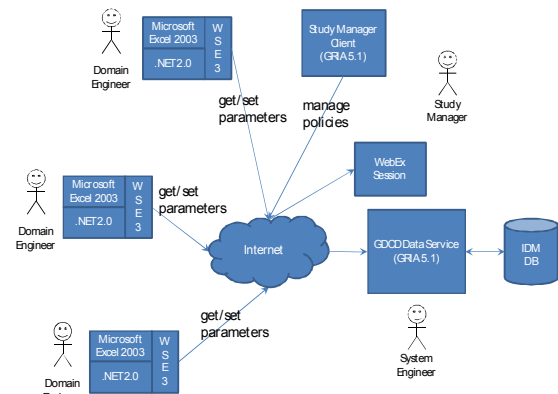 Microsoft
Excel 2003
.NET2.0
W
S
E
3
Domain
Engineer
Study Manager
Client
(GRIA 5.1)
Study
Manager
get/set
parameters
manage
policies
WebEx
Session
Microsoft
Excel 2003
.NET2.0
W
S
E
3
Domain
Engineer
get/set
parameters
Internet
GDCD Data Service
(GRIA 5.1)
IDM
DB
get/set
parameters
Microsoft
Excel 2003
.NET2.0
W
S
E
3
Domain
System
Engineer